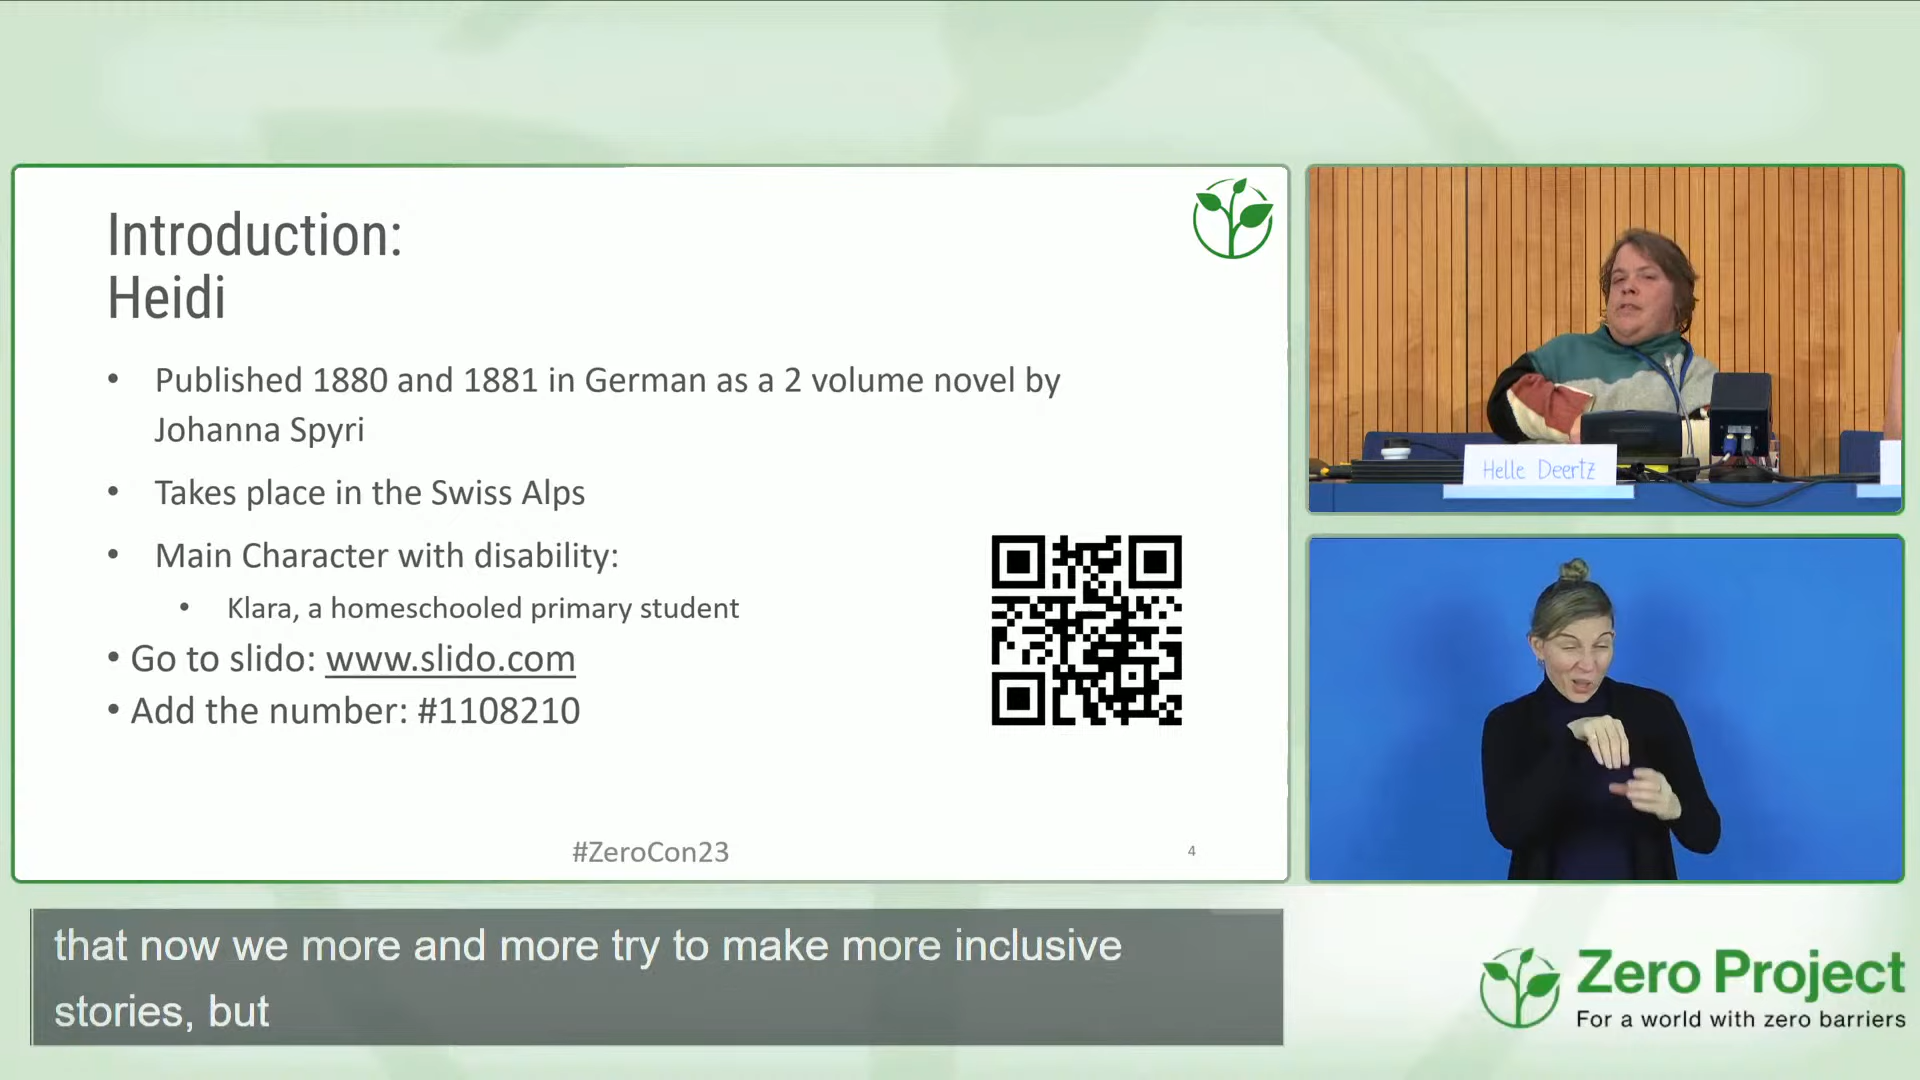 Introduction:
Heidi
• Published 1880 and 1881 in German as a 2 volume novel by
Johanna Spyri
• Takes place in the Swiss Alps
• Main Character with disability:
• Klara, a homeschooled primary student
• Go to slido: www.slido.com
• Add the number: #1108210
#ZeroCon23
4
Helle Deertz
that now we more and more try to make more inclusive
stories, but
Zero Project
For a world with zero barriers